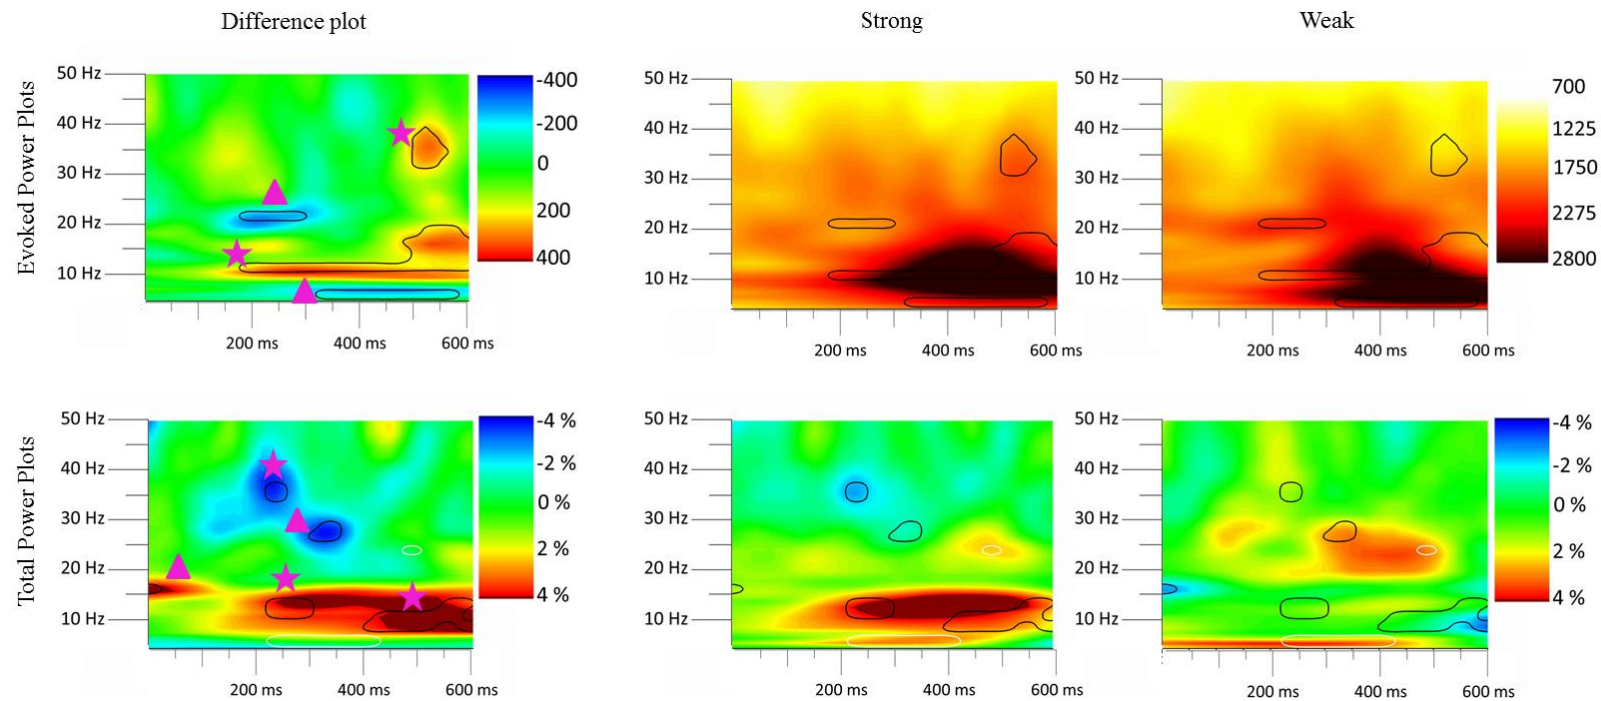 Difference plot Strong Weak
Evoked Power Plots
50 Hz
40 Hz
30 Hz
20 Hz
10 Hz
200 ms 400 ms 600 ms
-400
-200
0
200
400
50 Hz
40 Hz
30 Hz
20 Hz
10 Hz
200 ms 400 ms 600 ms
50 Hz
40 Hz
30 Hz
20 Hz
10 Hz
200 ms 400 ms 600 ms
700
1225
1750
2275
2800
Total Power Plots
50 Hz
40 Hz
30 Hz
20 Hz
10 Hz
200 ms 400 ms 600 ms
-4 %
-2 %
0 %
2 %
4 %
50 Hz
40 Hz
30 Hz
20 Hz
10 Hz
200 ms 400 ms 600 ms
50 Hz
40 Hz
30 Hz
20 Hz
10 Hz
200 ms 400 ms 600 ms
-4 %
-2 %
0 %
2 %
4 %